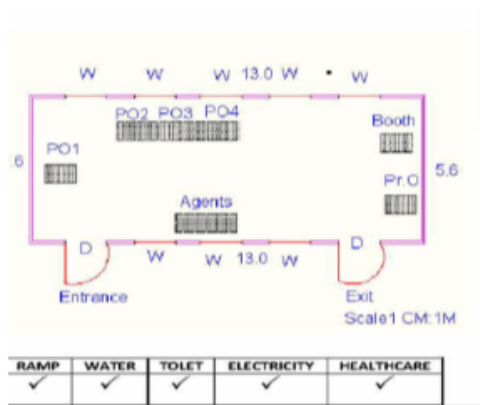 W W W 13.0 W W
PO2 PO3 PO4
Booth
PO1
.6
5.6
Pr.O
Agents
D D
W W 13.0 W
Entrance
Exit
Scale1 CM:1M
RAMP WATER TOLET ELECTRICITY HEALTHCARE
✓ ✓ ✓ ✓ ✓